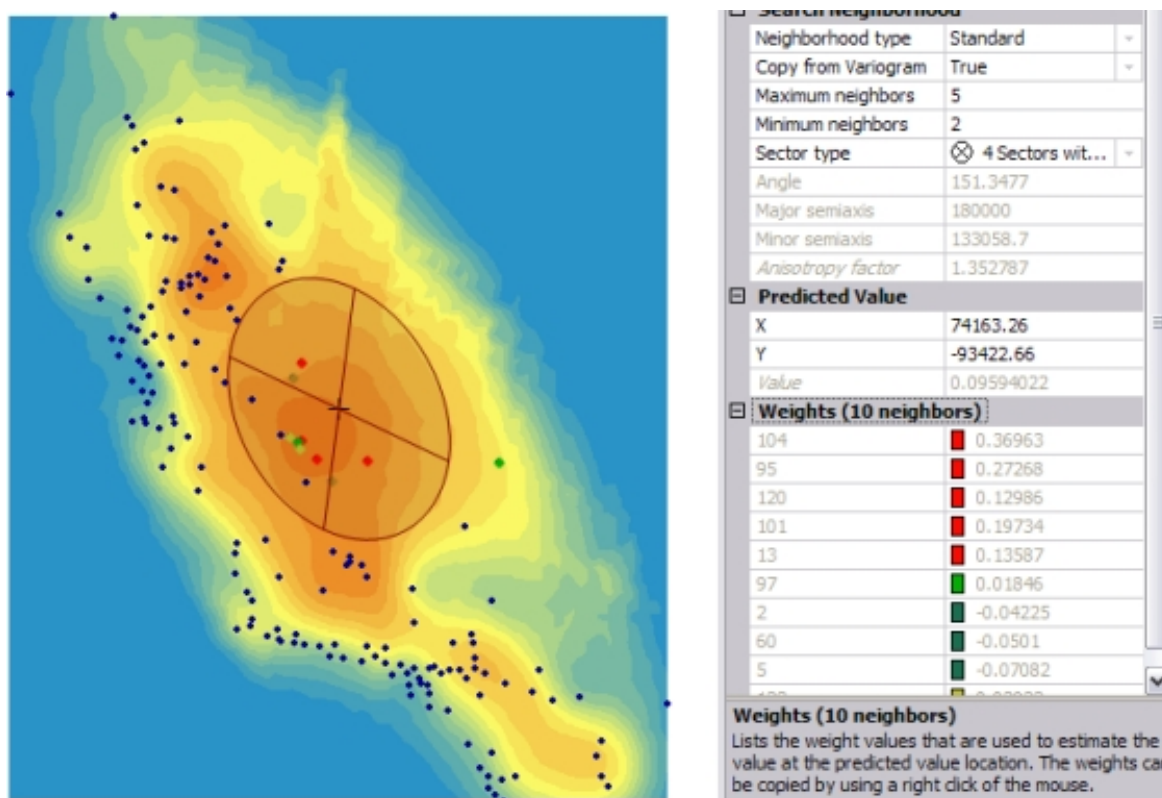 Search Neighborhood
Neighborhood type Standard
Copy from Variogram True
Maximum neighbors 5
Minimum neighbors 2
Sector type 4 Sectors wit...
Angle 151.3477
Major semiaxis 180000
Minor semiaxis 133058.7
Anisotropy factor 1.352787
Predicted Value
X 74163.26
Y -93422.66
Value 0.09594022
Weights (10 neighbors)
104 0.36963
95 0.27268
120 0.12986
101 0.19734
13 0.13587
97 0.01846
2 -0.04225
60 -0.0501
5 -0.07082
Weights (10 neighbors)
Lists the weight values that are used to estimate the
value at the predicted value location. The weights ca
be copied by using a right click of the mouse.